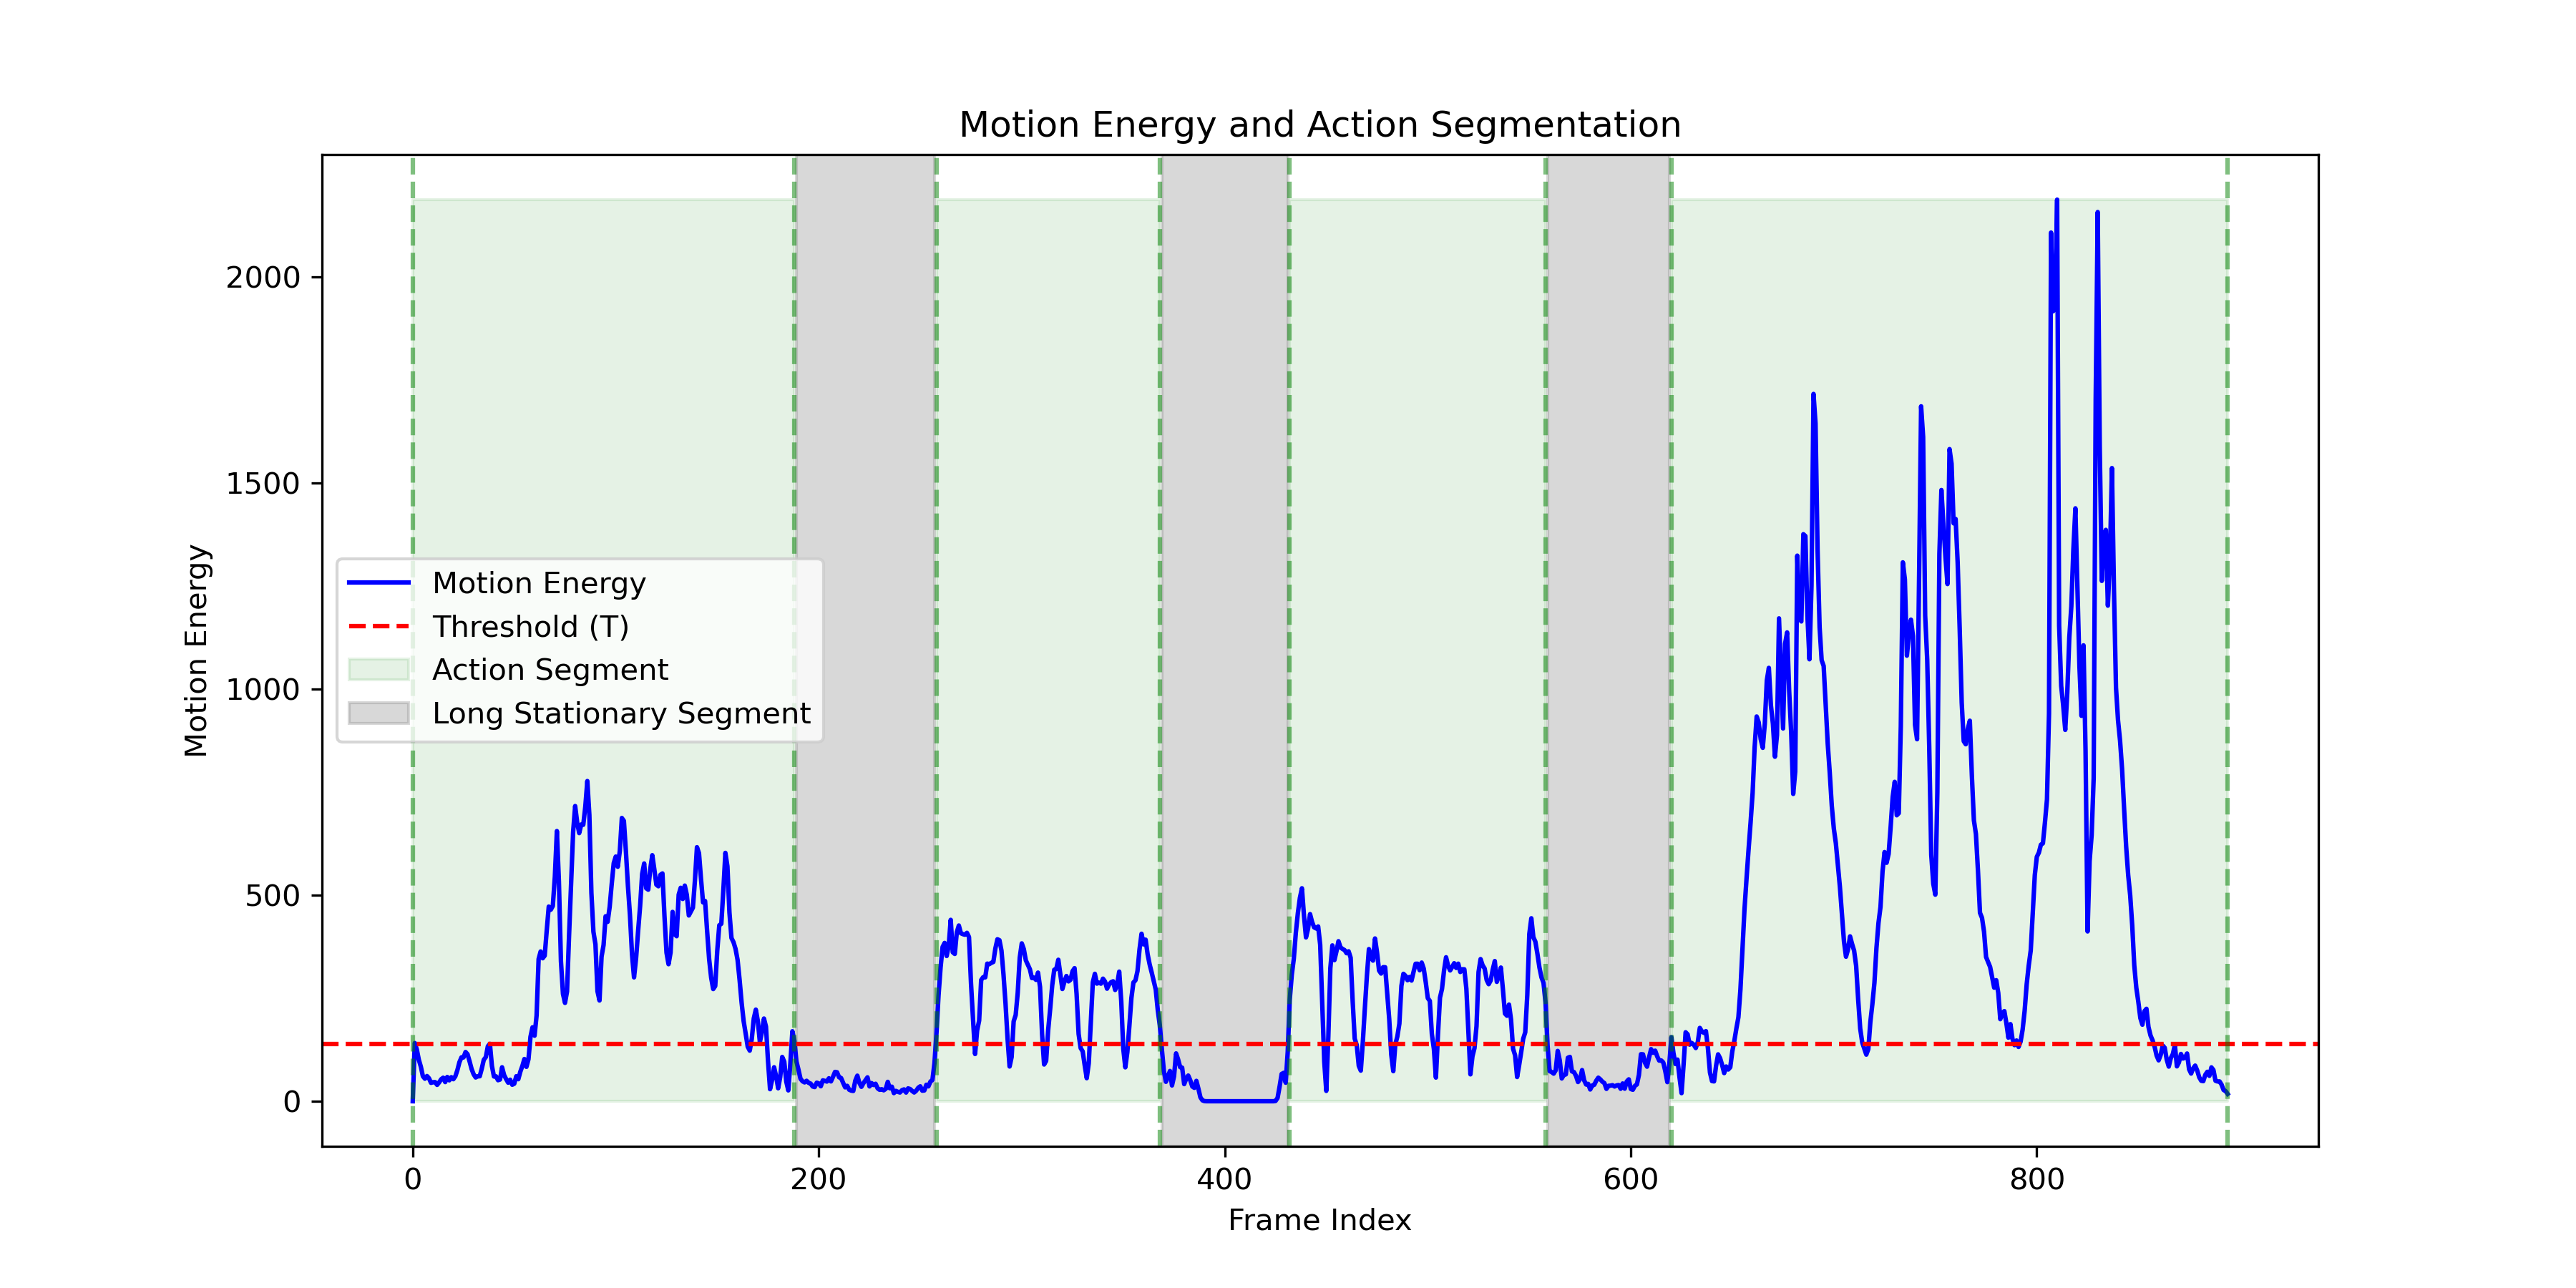 Motion Energy and Action Segmentation
2000
1500
1000
500
0
Motion Energy
Motion Energy
Threshold (T)
Action Segment
Long Stationary Segment
0 200 400 600 800
Frame Index